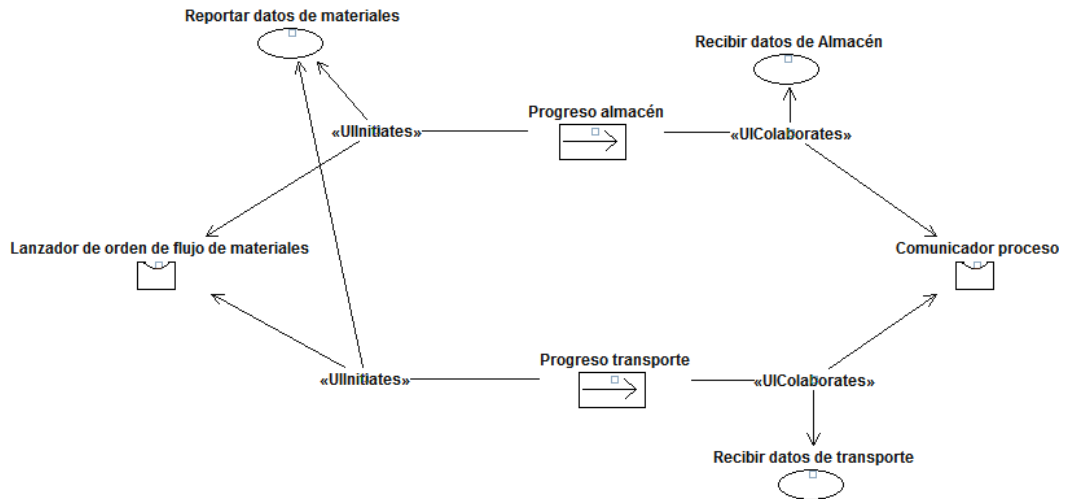 Reportar datos de materiales
Recibir datos de Almacén
Progreso almacén
«UIInitiates»
«UIColaborates»
Lanzador de orden de flujo de materiales
Comunicador proceso
Progreso transporte
«UIInitiates»
«UIColaborates»
Recibir datos de transporte